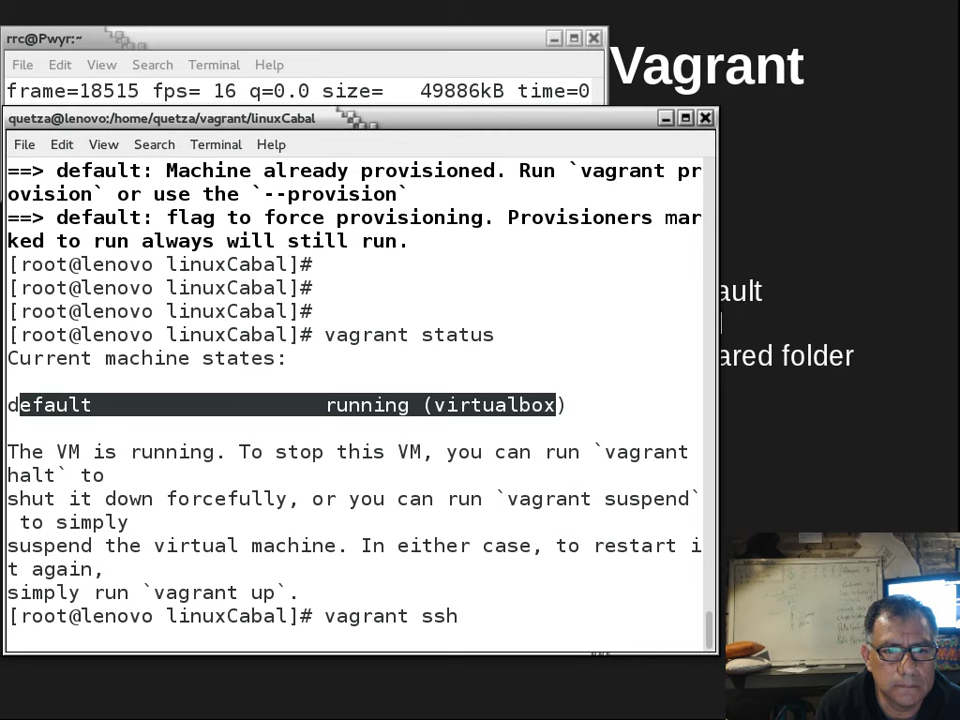 rrc@Pwyr:~
File Edit View Search Terminal Help
frame=18515 fps= 16 q=0.0 size=   49886kB time=0
Vagrant
quetza@lenovo:/home/quetza/vagrant/linuxCabal
File Edit View Search Terminal Help
==> default: Machine already provisioned. Run `vagrant pr
ovision` or use the `--provision`
==> default: flag to force provisioning. Provisioners mar
ked to run always will still run.
[root@lenovo linuxCabal]#
[root@lenovo linuxCabal]#
[root@lenovo linuxCabal]#
[root@lenovo linuxCabal]# vagrant status
Current machine states:
default                   running (virtualbox)
The VM is running. To stop this VM, you can run `vagrant
halt` to
shut it down forcefully, or you can run `vagrant suspend`
 to simply
suspend the virtual machine. In either case, to restart i
t again,
simply run `vagrant up`.
[root@lenovo linuxCabal]# vagrant ssh
ault
ared folder